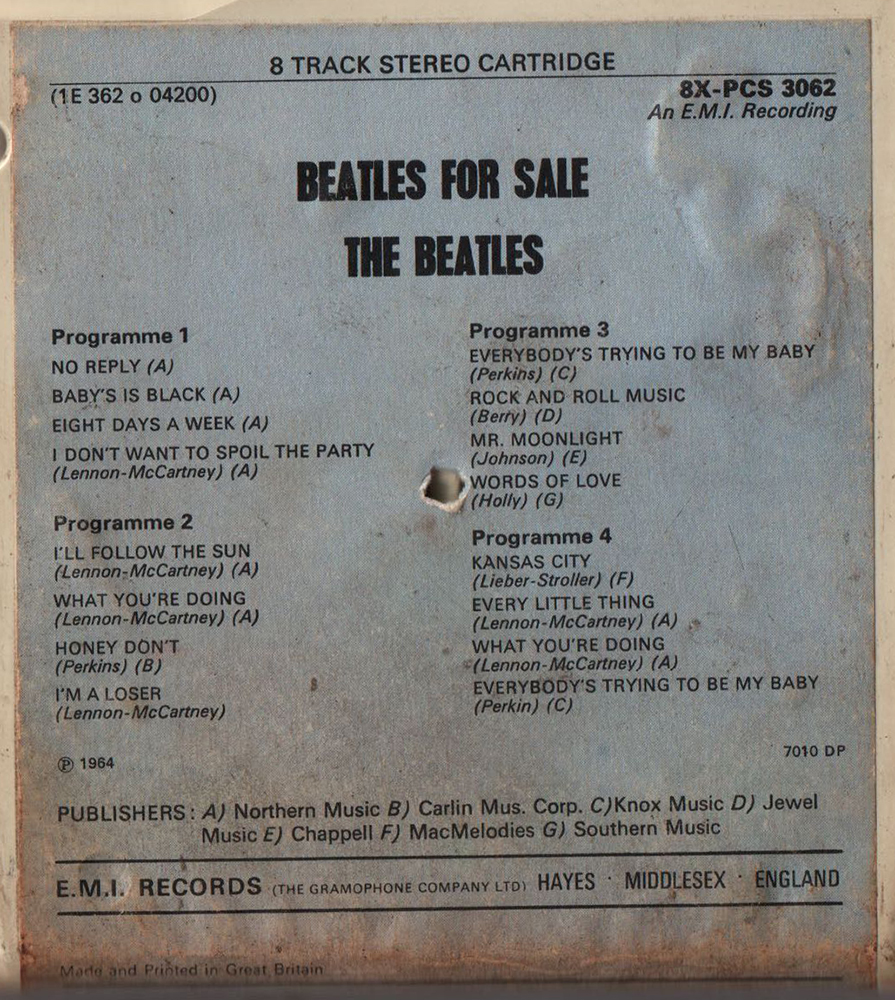 8 TRACK STEREO CARTRIDGE
(1E 362 o 04200)
8X-PCS 3062
An E.M.I. Recording
BEATLES FOR SALE
THE BEATLES
Programme 1
NO REPLY (A)
BABY'S IS BLACK (A)
EIGHT DAYS A WEEK (A)
I DON'T WANT TO SPOIL THE PARTY
(Lennon-McCartney) (A)
Programme 2
I'LL FOLLOW THE SUN
(Lennon-McCartney) (A)
WHAT YOU'RE DOING
(Lennon-McCartney) (A)
HONEY DON'T
(Perkins) (B)
I'M A LOSER
(Lennon-McCartney)
Programme 3
EVERYBODY'S TRYING TO BE MY BABY
(Perkins) (C)
ROCK AND ROLL MUSIC
(Berry) (D)
MR. MOONLIGHT
(Johnson) (E)
WORDS OF LOVE
(Holly) (G)
Programme 4
KANSAS CITY
(Lieber-Stroller) (F)
EVERY LITTLE THING
(Lennon-McCartney) (A)
WHAT YOU'RE DOING
(Lennon-McCartney) (A)
EVERYBODY'S TRYING TO BE MY BABY
(Perkin) (C)
℗ 1964
7010 DP
PUBLISHERS: A) Northern Music B) Carlin Mus. Corp. C)Knox Music D) Jewel
Music E) Chappell F) MacMelodies G) Southern Music
E.M.I. RECORDS (THE GRAMOPHONE COMPANY LTD) HAYES · MIDDLESEX · ENGLAND
Made and Printed in Great Britain